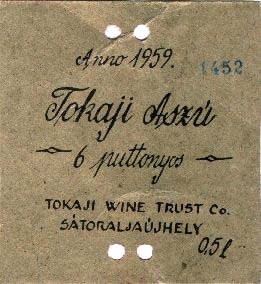 Anno 1959.
1452
Tokaji Aszú
6 puttonyos
TOKAJI WINE TRUST Co.
SÁTORALJAÚJHELY
0,5 l